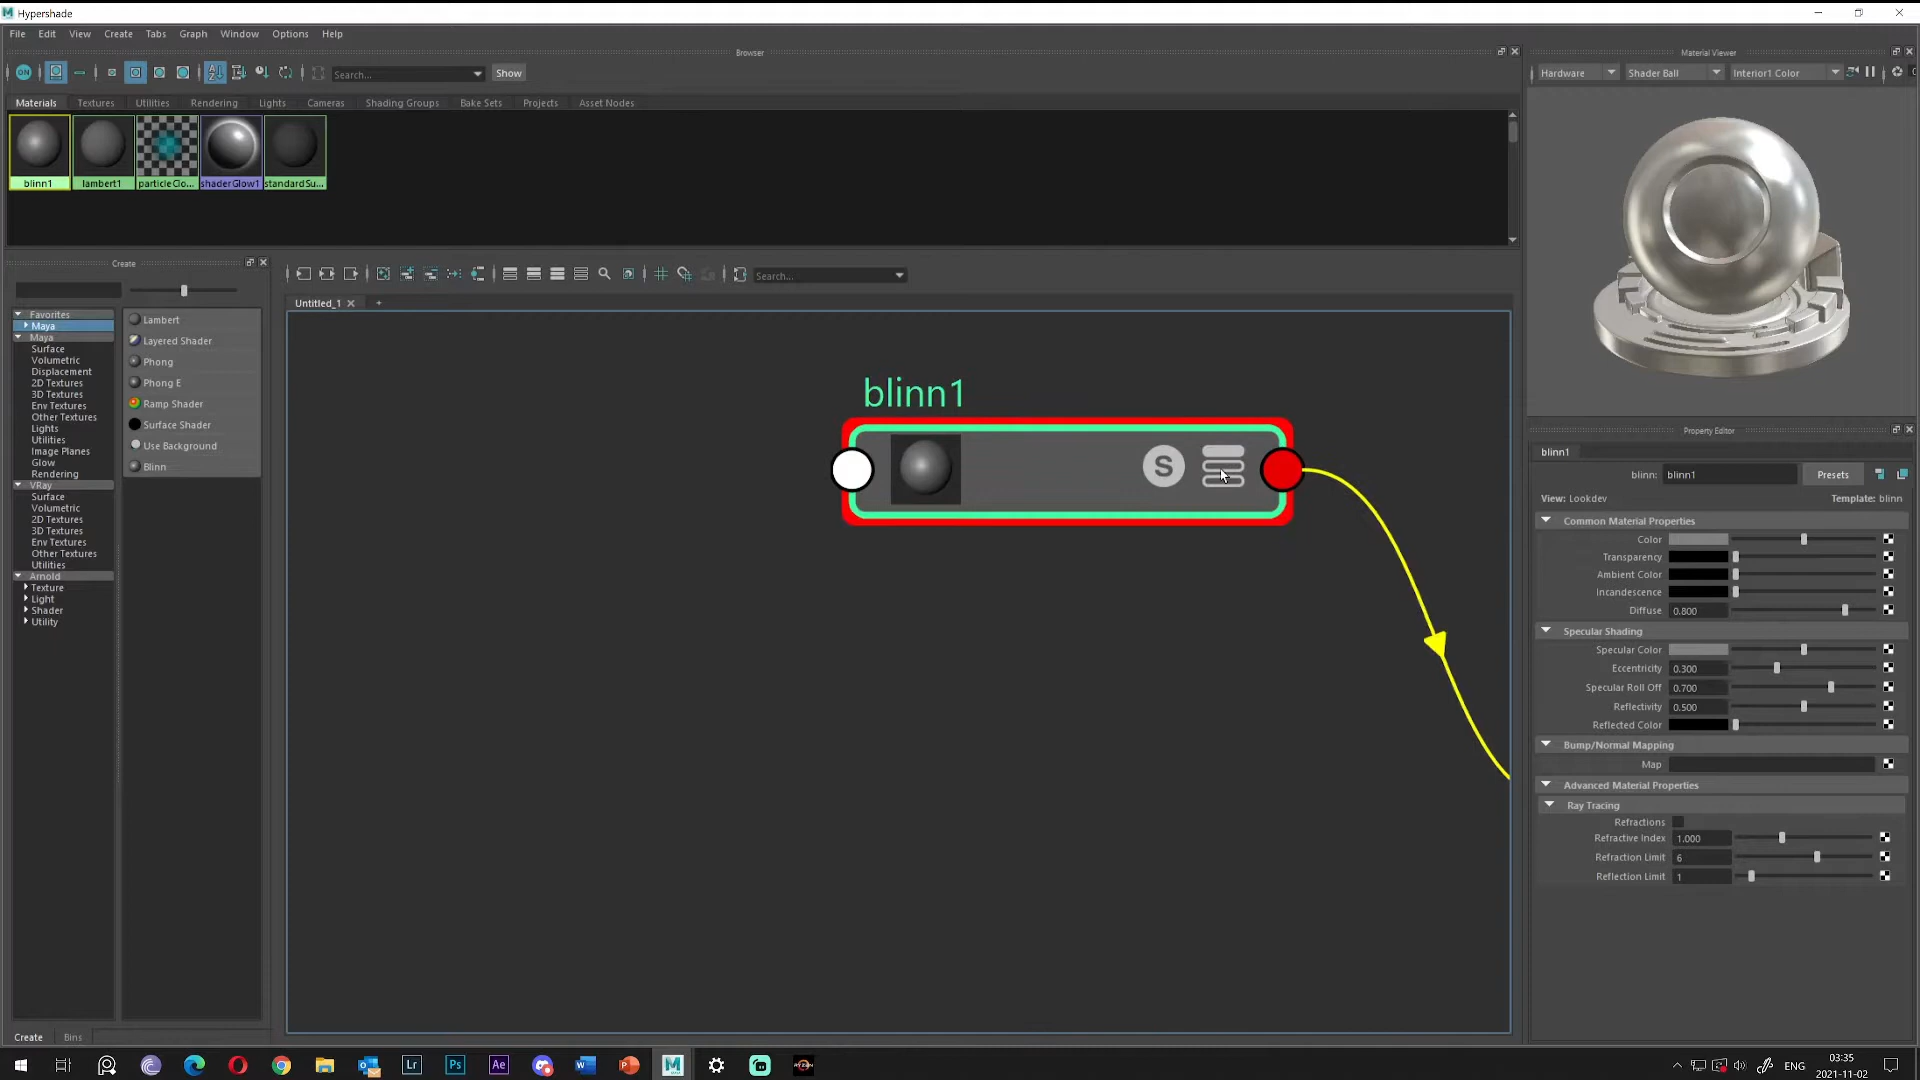 Hypershade
File Edit View Create Tabs Graph Window Options Help
Browser
Material Viewer
ON
Search...
Show
Hardware
Shader Ball
Interior1 Color
Materials Textures Utilities Rendering Lights Cameras Shading Groups Bake Sets Projects Asset Nodes
blinn1
lambert1
particleClo...
shaderGlow1
standardSu...
Create
Search...
Untitled_1
+
Favorites
Maya
Maya
Surface
Volumetric
Displacement
2D Textures
3D Textures
Env Textures
Other Textures
Lights
Utilities
Image Planes
Glow
Rendering
VRay
Surface
Volumetric
2D Textures
3D Textures
Env Textures
Other Textures
Utilities
Arnold
Texture
Light
Shader
Utility
Lambert
Layered Shader
Phong
Phong E
Ramp Shader
Surface Shader
Use Background
Blinn
blinn1
S
Property Editor
blinn1
blinn: blinn1 Presets
View: Lookdev Template: blinn
Common Material Properties
Color
Transparency
Ambient Color
Incandescence
Diffuse 0.800
Specular Shading
Specular Color
Eccentricity 0.300
Specular Roll Off 0.700
Reflectivity 0.500
Reflected Color
Bump/Normal Mapping
Map
Advanced Material Properties
Ray Tracing
Refractions
Refractive Index 1.000
Refraction Limit 6
Reflection Limit 1
Create Bins
Lr
Ps
Ae
W
P
M
RYZEN
ENG
03:35
2021-11-02